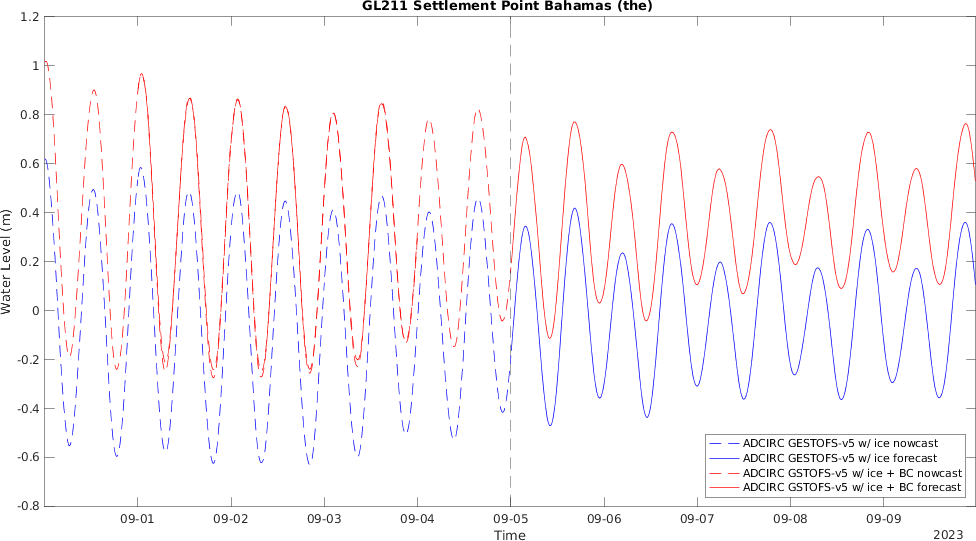 GL211 Settlement Point Bahamas (the)
1.2
1
0.8
0.6
0.4
0.2
0
-0.2
-0.4
-0.6
-0.8
Water Level (m)
ADCIRC GESTOFS-v5 w/ ice nowcast
ADCIRC GESTOFS-v5 w/ ice forecast
ADCIRC GSTOFS-v5 w/ ice + BC nowcast
ADCIRC GSTOFS-v5 w/ ice + BC forecast
09-01 09-02 09-03 09-04 09-05 09-06 09-07 09-08 09-09
Time
2023